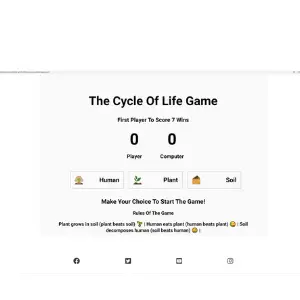 The Cycle Of Life Game
First Player To Score 7 Wins
0 0
Player Computer
Human Plant Soil
Make Your Choice To Start The Game!
Rules Of The Game
Plant grows in soil (plant beats soil) | Human eats plant (human beats plant) | Soil
decomposes human (soil beats human) |